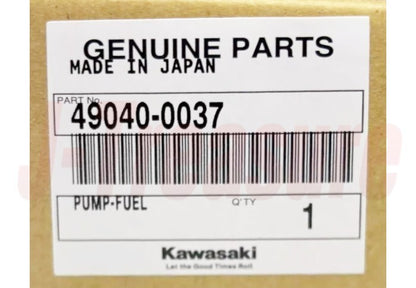 GENUINE PARTS
MADE IN JAPAN
PART No.
49040-0037
PUMP-FUEL
Q'TY
1
Kawasaki
Let the Good Times Roll